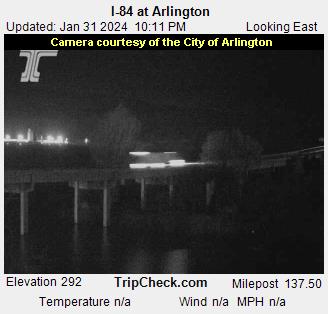 I-84 at Arlington
Updated: Jan 31 2024 10:11 PM Looking East
Camera courtesy of the City of Arlington
Elevation 292 TripCheck.com Milepost 137.50
Temperature n/a Wind n/a MPH n/a